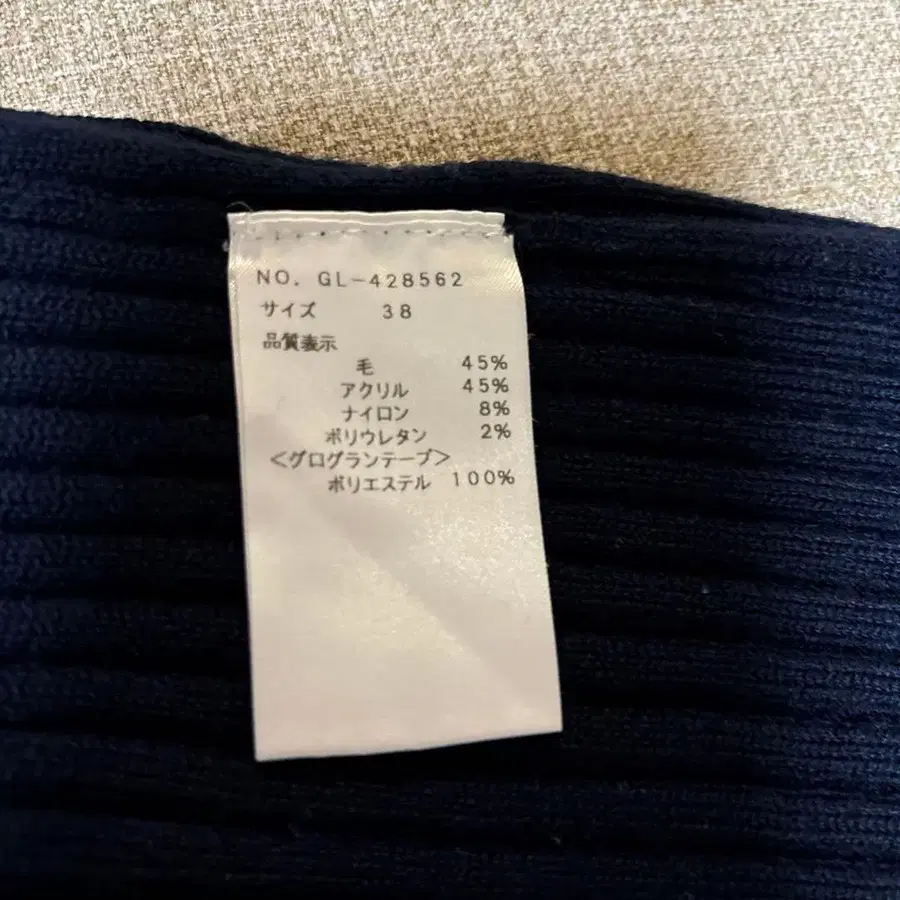 NO. GL-428562
サイズ 38
品質表示
毛 45%
アクリル 45%
ナイロン 8%
ポリウレタン 2%
<グログランテープ>
ポリエステル 100%